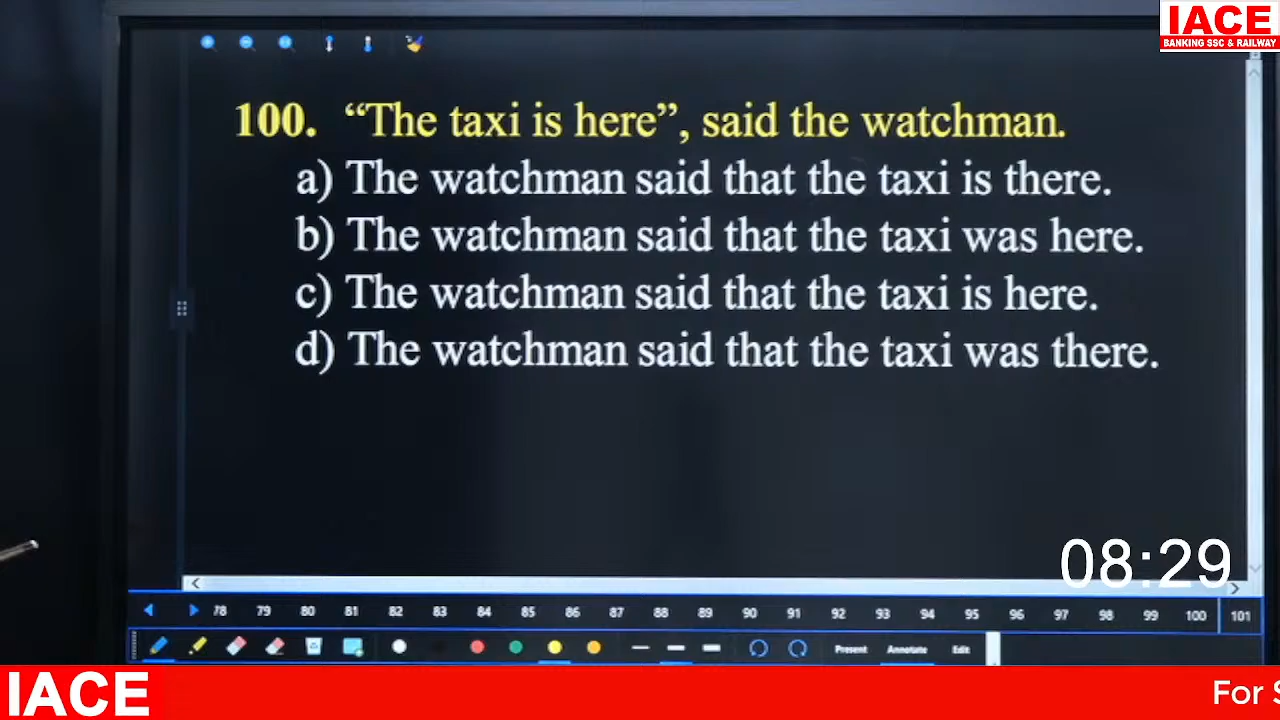 IACE
BANKING SSC & RAILWAY
100. “The taxi is here”, said the watchman.
a) The watchman said that the taxi is there.
b) The watchman said that the taxi was here.
c) The watchman said that the taxi is here.
d) The watchman said that the taxi was there.
08:29
78 79 80 81 82 83 84 85 86 87 88 89 90 91 92 93 94 95 96 97 98 99 100 101
Present Annotate Edit
IACE
For S